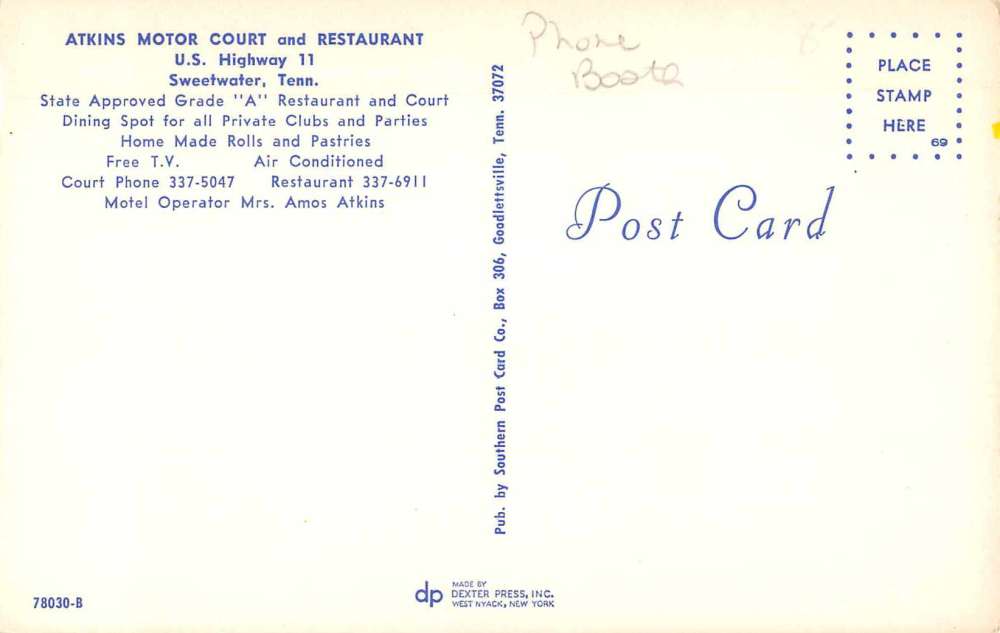 ATKINS MOTOR COURT and RESTAURANT
U.S. Highway 11
Sweetwater, Tenn.
State Approved Grade "A" Restaurant and Court
Dining Spot for all Private Clubs and Parties
Home Made Rolls and Pastries
Free T.V. Air Conditioned
Court Phone 337-5047 Restaurant 337-6911
Motel Operator Mrs. Amos Atkins
78030-B
Pub. by Southern Post Card Co., Box 306, Goodlettsville, Tenn. 37072
dp MADE BY
DEXTER PRESS, INC.
WEST NYACK, NEW YORK
Phone
Booth
PLACE
STAMP
HERE
69
Post Card